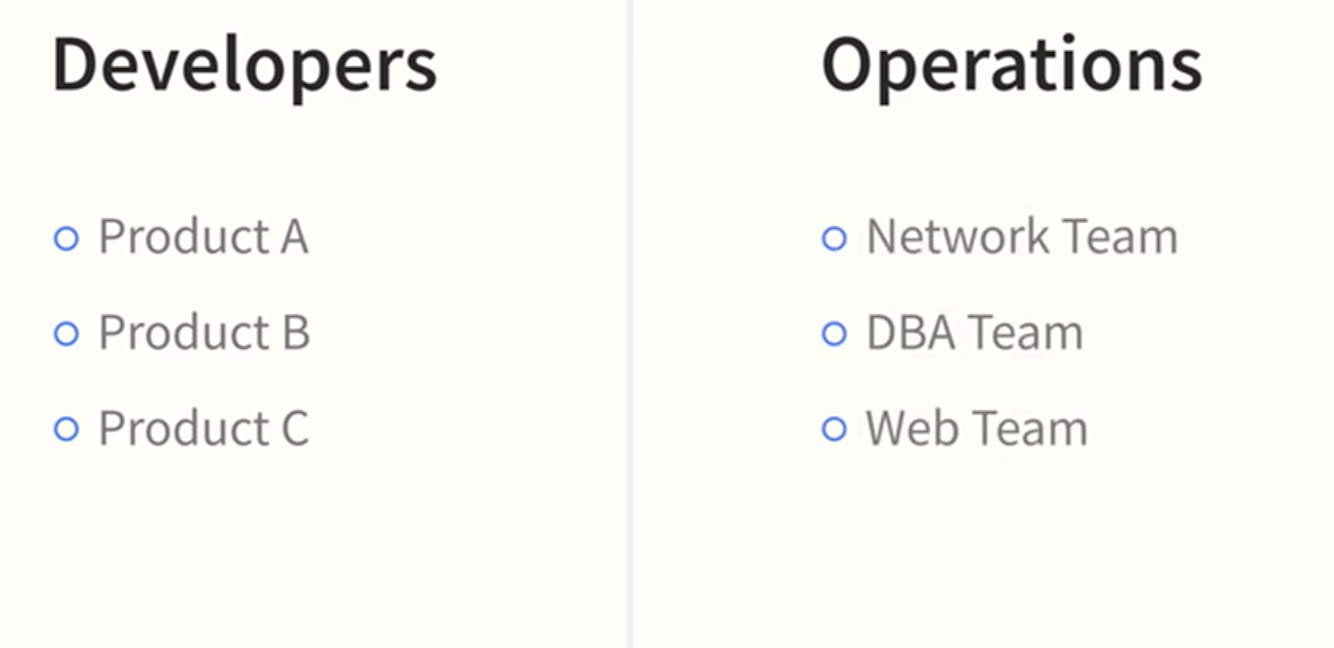 Developers
Product A
Product B
Product C
Operations
Network Team
DBA Team
Web Team